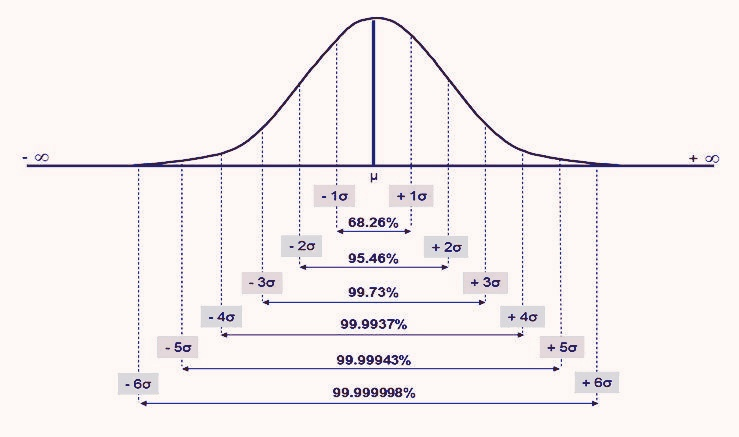 - ∞
+ ∞
μ
- 1σ
+ 1σ
68.26%
- 2σ
+ 2σ
95.46%
- 3σ
+ 3σ
99.73%
- 4σ
+ 4σ
99.9937%
- 5σ
+ 5σ
99.99943%
- 6σ
+ 6σ
99.999998%